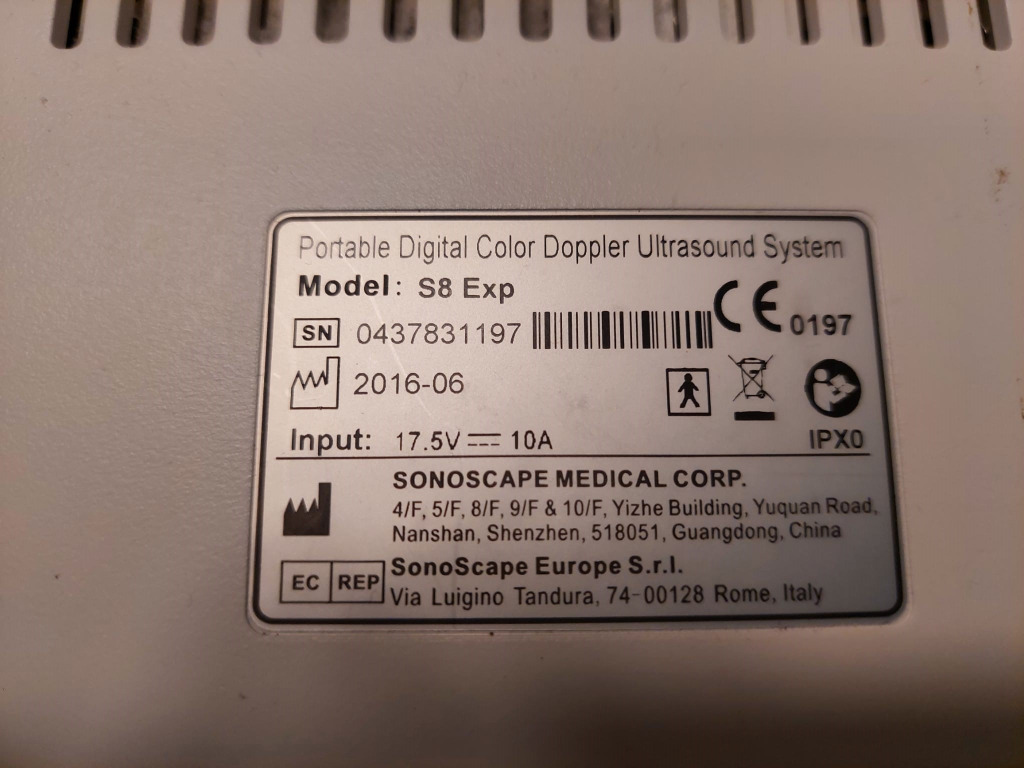 Portable Digital Color Doppler Ultrasound System
Model: S8 Exp
SN 0437831197
CE 0197
2016-06
Input: 17.5V 10A
IPX0
SONOSCAPE MEDICAL CORP.
4/F, 5/F, 8/F, 9/F & 10/F, Yizhe Building, Yuquan Road,
Nanshan, Shenzhen, 518051, Guangdong, China
EC REP
SonoScape Europe S.r.l.
Via Luigino Tandura, 74-00128 Rome, Italy